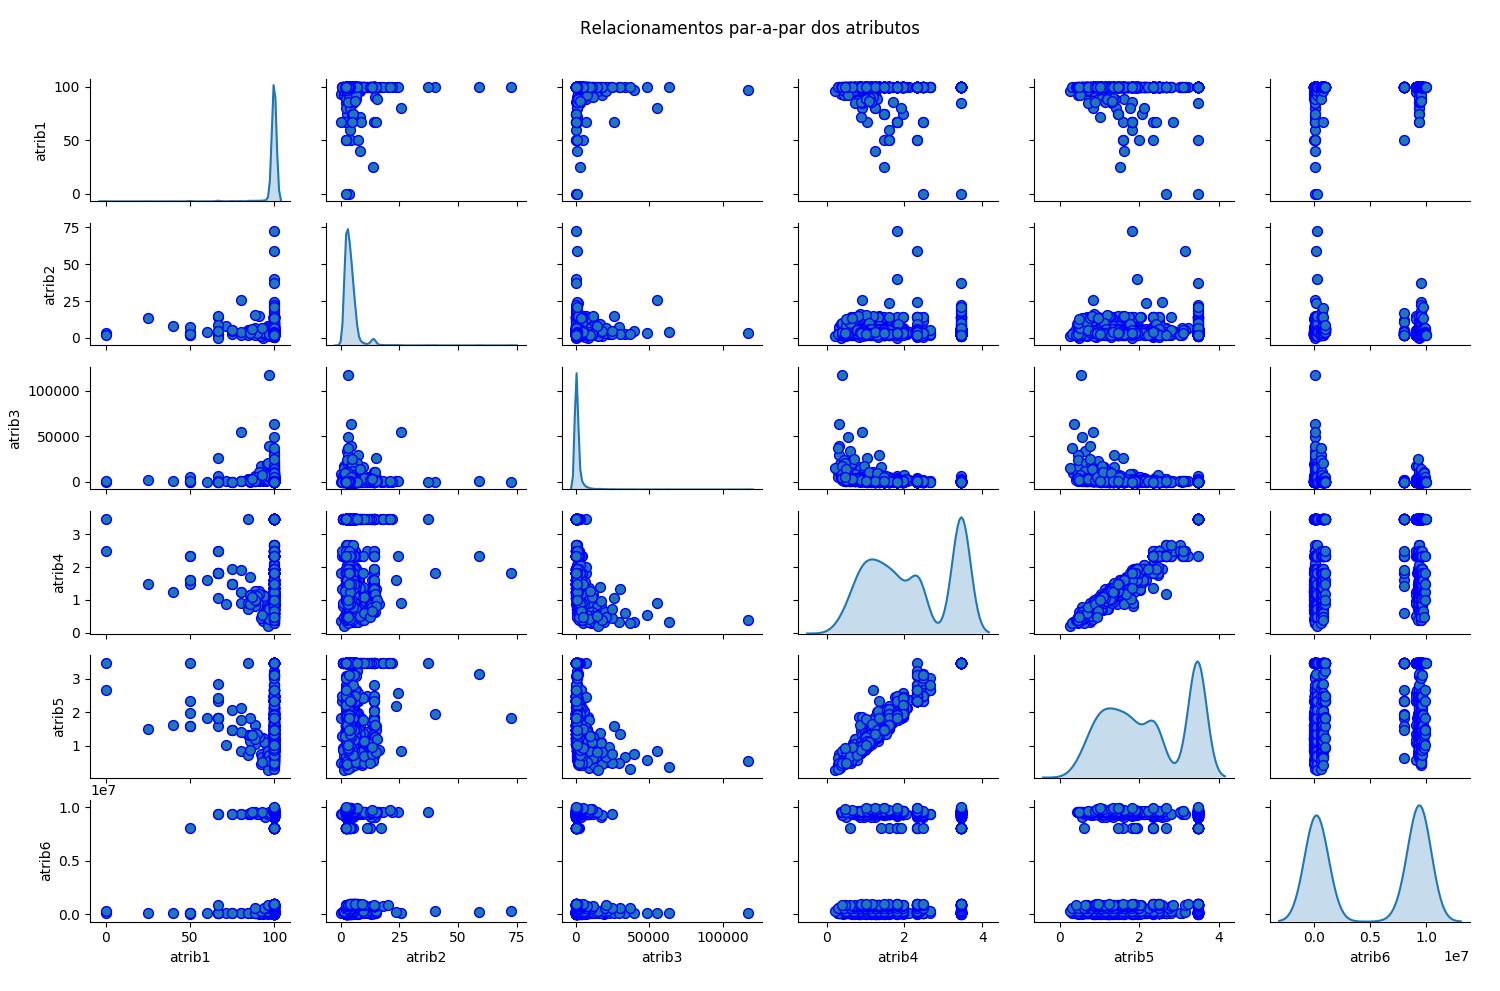 Relacionamentos par-a-par dos atributos
100
50
0
atrib1
75
50
25
0
atrib2
100000
50000
0
atrib3
3
2
1
0
atrib4
3
2
1
atrib5
1e7
1.0
0.5
0.0
atrib6
0 50 100
0 25 50 75
0 50000 100000
0 2 4
0 2 4
0.0 0.5 1.0
1e7
atrib1 atrib2 atrib3 atrib4 atrib5 atrib6